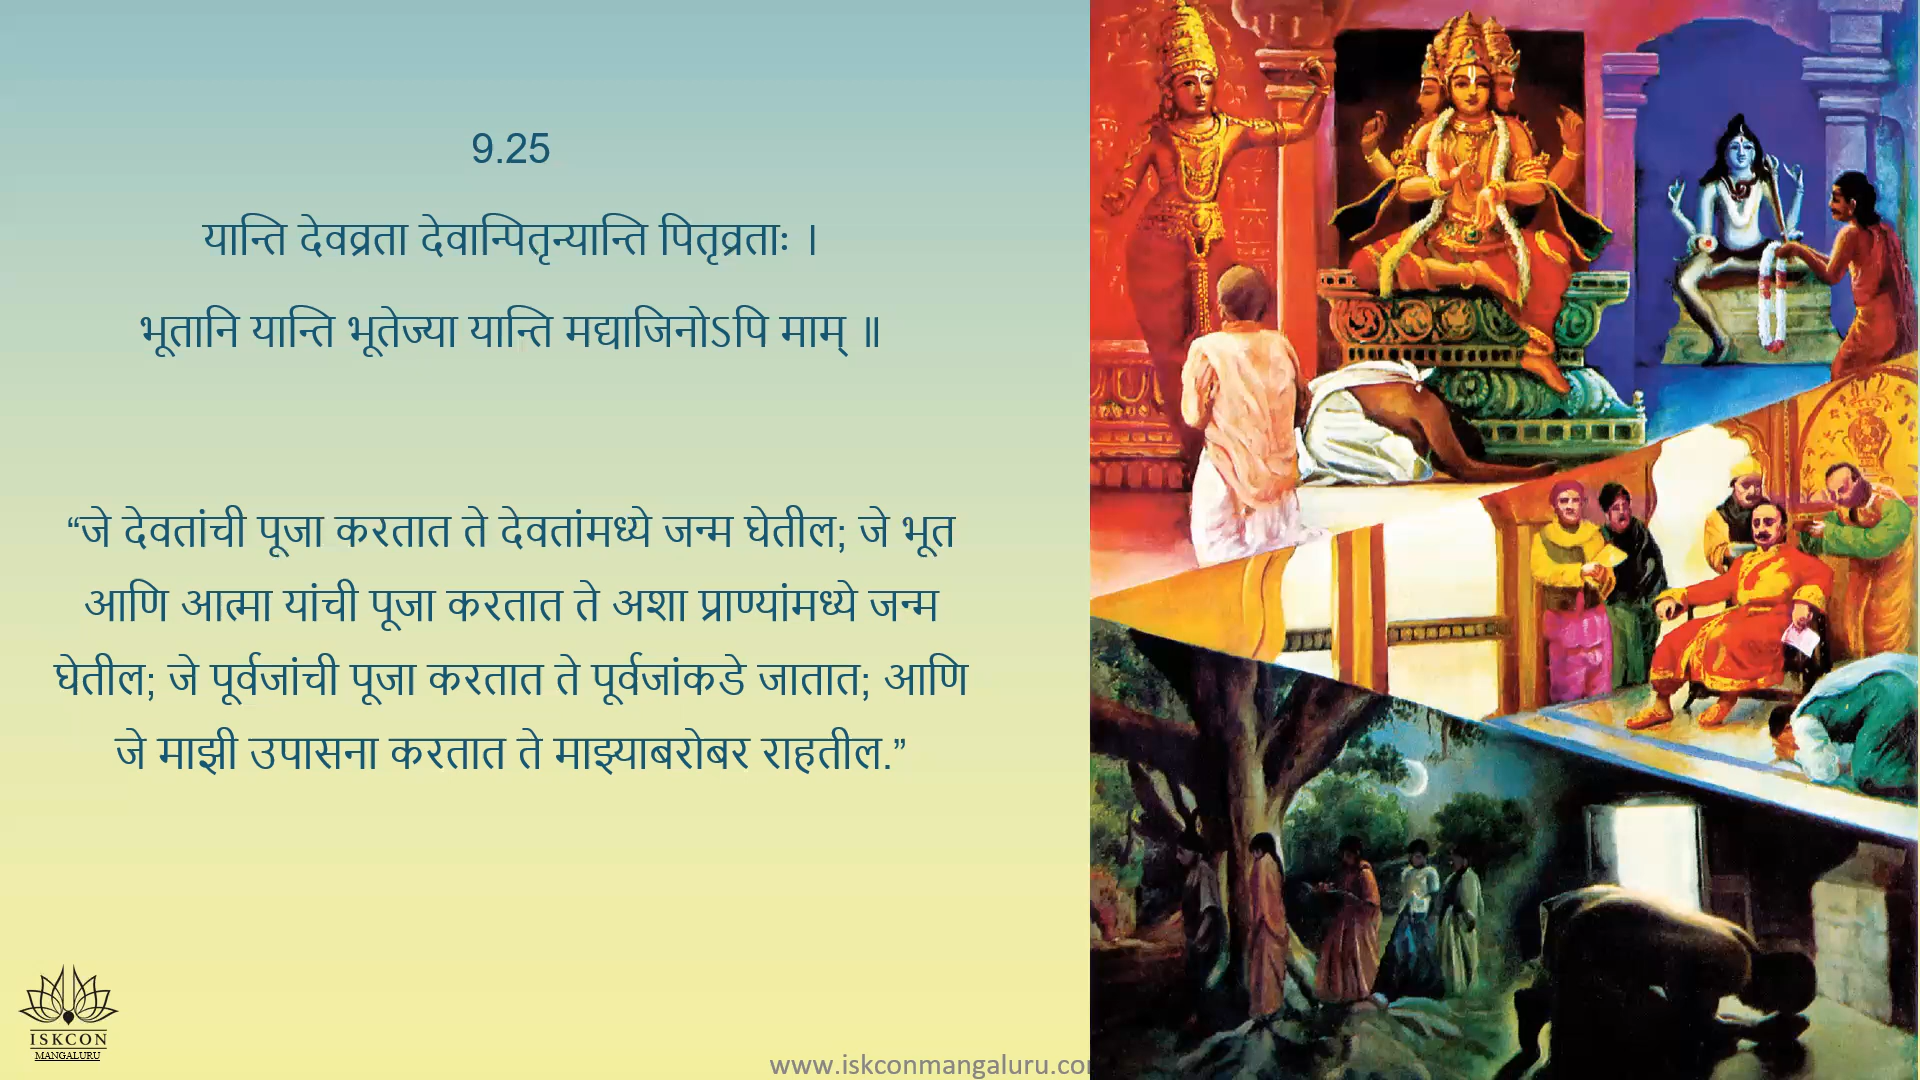 9.25
यान्ति देवव्रता देवान्पितृन्यान्ति पितृव्रताः ।
भूतानि यान्ति भूतेज्या यान्ति मद्याजिनोऽपि माम् ॥
“जे देवतांची पूजा करतात ते देवतांमध्ये जन्म घेतील; जे भूत
आणि आत्मा यांची पूजा करतात ते अशा प्राण्यांमध्ये जन्म
घेतील; जे पूर्वजांची पूजा करतात ते पूर्वजांकडे जातात; आणि
जे माझी उपासना करतात ते माझ्याबरोबर राहतील.”
ISKCON
MANGALURU
www.iskconmangaluru.co